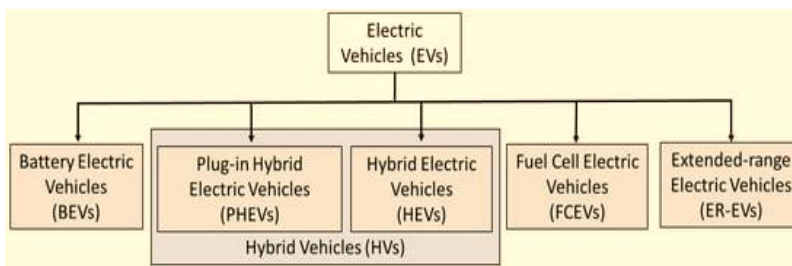 Electric
Vehicles (EVs)
Battery Electric
Vehicles
(BEVs)
Plug-in Hybrid
Electric Vehicles
(PHEVs)
Hybrid Electric
Vehicles
(HEVs)
Hybrid Vehicles (HVs)
Fuel Cell Electric
Vehicles
(FCEVs)
Extended-range
Electric Vehicles
(ER-EVs)